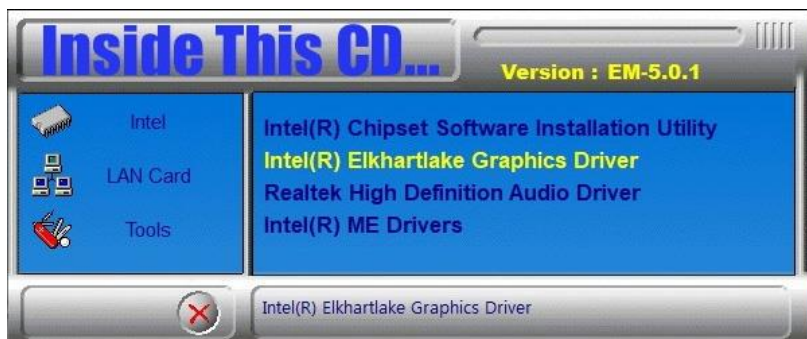 Inside This CD...
Version : EM-5.0.1
Intel
LAN Card
Tools
Intel(R) Chipset Software Installation Utility
Intel(R) Elkhartlake Graphics Driver
Realtek High Definition Audio Driver
Intel(R) ME Drivers
Intel(R) Elkhartlake Graphics Driver